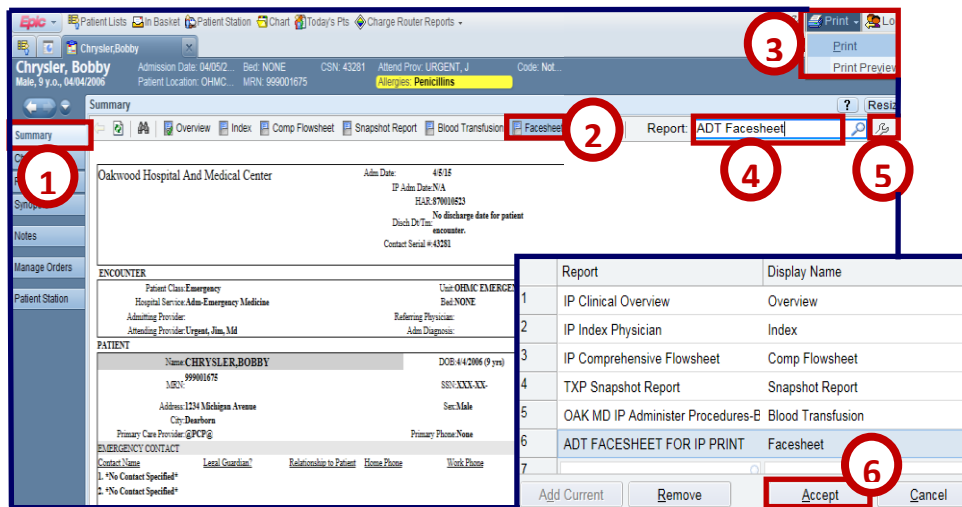 Epic Patient Lists In Basket Patient Station Chart Today's Pts Charge Router Reports Print Lo
3
Print
Print Preview
Chrysler,Bobby
Chrysler, Bobby Admission Date: 04/05/2... Bed: NONE CSN: 43281 Attend Prov: URGENT, J Code: Not...
Male, 9 y.o., 04/04/2006 Patient Location: OHMC... MRN: 999001675 Allergies: Penicillins
Summary ? Resiz
Summary Overview Index Comp Flowsheet Snapshot Report Blood Transfusion Facesheet 2 Report: ADT Facesheet
1
4
5
Notes
Manage Orders
Patient Station
Oakwood Hospital And Medical Center
Adm Date: 4/5/15
IP Adm Date:N/A
HAR:870010523
Disch Dt/Tm: No discharge date for patient encounter.
Contact Serial #:43281
ENCOUNTER
Patient Class:Emergency Unit:OHMC EMERGEN
Hospital Service:Adm-Emergency Medicine Bed:NONE
Admitting Provider: Referring Physician:
Attending Provider:Urgent, Jim, Md Adm Diagnosis:
PATIENT
Name:CHRYSLER,BOBBY DOB:4/4/2006 (9 yrs)
MRN:999001675 SSN:XXX-XX-
Address:1234 Michigan Avenue Sex:Male
City:Dearborn
Primary Care Provider:@PCP@ Primary Phone:None
EMERGENCY CONTACT
Contact Name Legal Guardian? Relationship to Patient Home Phone Work Phone
1. *No Contact Specified*
2. *No Contact Specified*
Report Display Name
1 IP Clinical Overview Overview
2 IP Index Physician Index
3 IP Comprehensive Flowsheet Comp Flowsheet
4 TXP Snapshot Report Snapshot Report
5 OAK MD IP Administer Procedures-B Blood Transfusion
6 ADT FACESHEET FOR IP PRINT Facesheet
7
6
Add Current Remove Accept Cancel